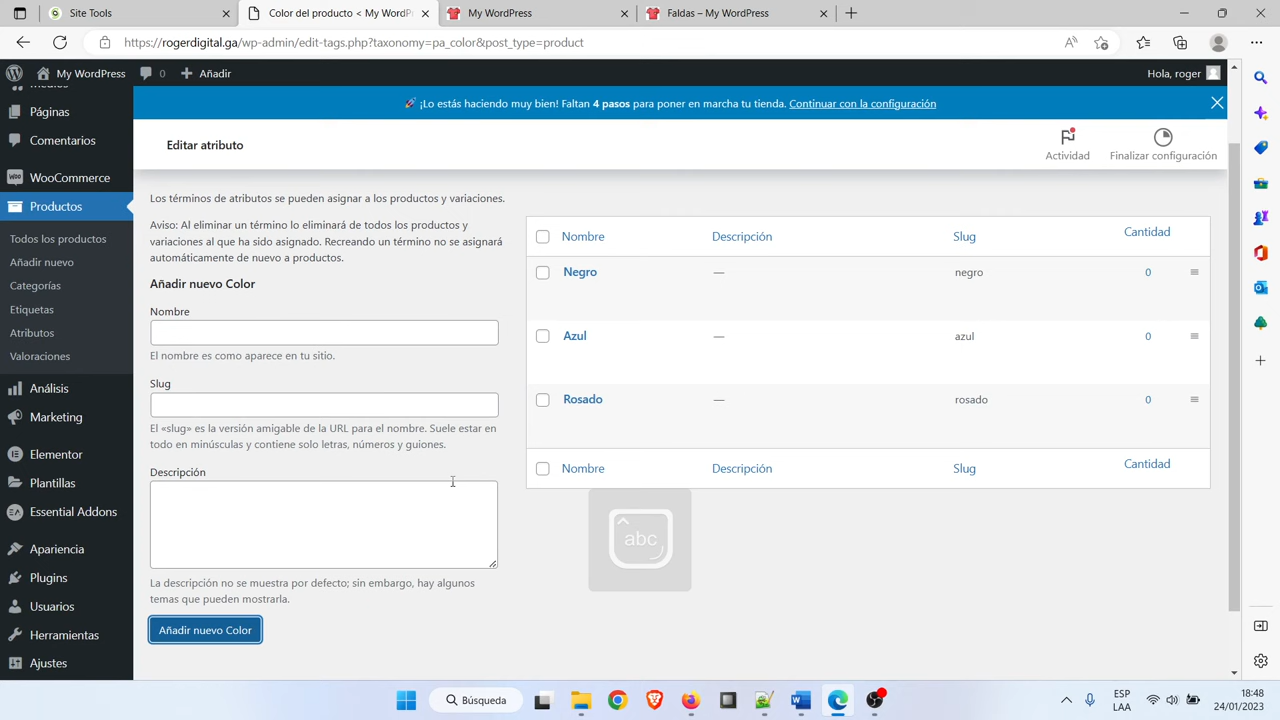 Site Tools
Color del producto < My WordP
My WordPress
Faldas – My WordPress
https://rogerdigital.ga/wp-admin/edit-tags.php?taxonomy=pa_color&post_type=product
My WordPress
0
Añadir
Hola, roger
Medios
Páginas
Comentarios
WooCommerce
Productos
Todos los productos
Añadir nuevo
Categorías
Etiquetas
Atributos
Valoraciones
Análisis
Marketing
Elementor
Plantillas
Essential Addons
Apariencia
Plugins
Usuarios
Herramientas
Ajustes
🚀 ¡Lo estás haciendo muy bien! Faltan 4 pasos para poner en marcha tu tienda. Continuar con la configuración
Editar atributo
Actividad
Finalizar configuración
Los términos de atributos se pueden asignar a los productos y variaciones.
Aviso: Al eliminar un término lo eliminará de todos los productos y
variaciones al que ha sido asignado. Recreando un término no se asignará
automáticamente de nuevo a productos.
Añadir nuevo Color
Nombre
El nombre es como aparece en tu sitio.
Slug
El «slug» es la versión amigable de la URL para el nombre. Suele estar en
todo en minúsculas y contiene solo letras, números y guiones.
Descripción
La descripción no se muestra por defecto; sin embargo, hay algunos
temas que pueden mostrarla.
Añadir nuevo Color
Nombre Descripción Slug Cantidad
Negro — negro 0
Azul — azul 0
Rosado — rosado 0
Nombre Descripción Slug Cantidad
abc
Búsqueda
ESP
LAA
18:48
24/01/2023